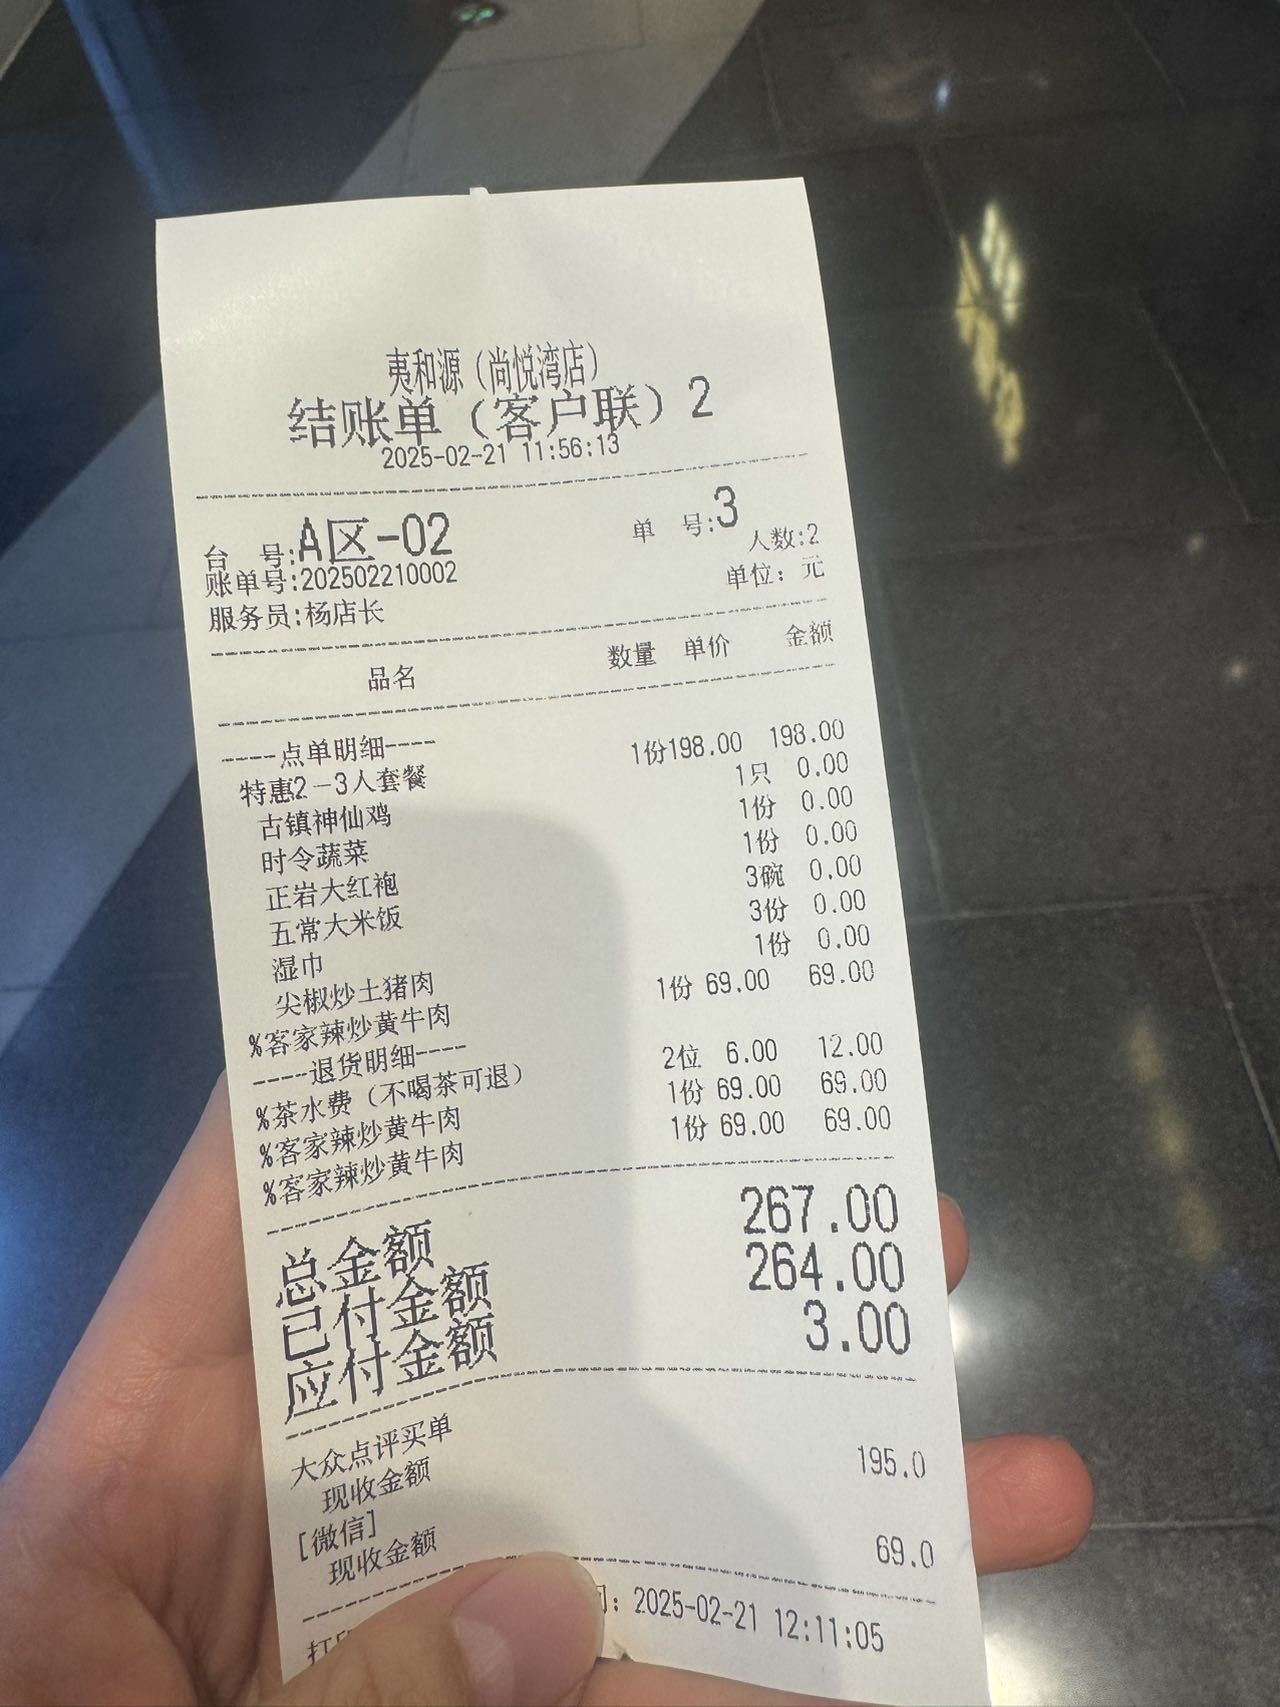 夷和源（尚悦湾店）
结账单（客户联）2
2025-02-21 11:56:13
台 号:A区-02 单 号:3
账单号:202502210002 人数:2
服务员:杨店长 单位: 元
品名 数量 单价 金额
----点单明细----
特惠2-3人套餐 1份198.00 198.00
古镇神仙鸡 1只 0.00
时令蔬菜 1份 0.00
正岩大红袍 1份 0.00
五常大米饭 3碗 0.00
湿巾 3份 0.00
尖椒炒土猪肉 1份 0.00
%客家辣炒黄牛肉 1份 69.00 69.00
----退货明细----
%茶水费（不喝茶可退） 2位 6.00 12.00
%客家辣炒黄牛肉 1份 69.00 69.00
%客家辣炒黄牛肉 1份 69.00 69.00
总金额 267.00
已付金额 264.00
应付金额 3.00
大众点评买单
现收金额 195.0
[微信]
现收金额 69.0
2025-02-21 12:11:05